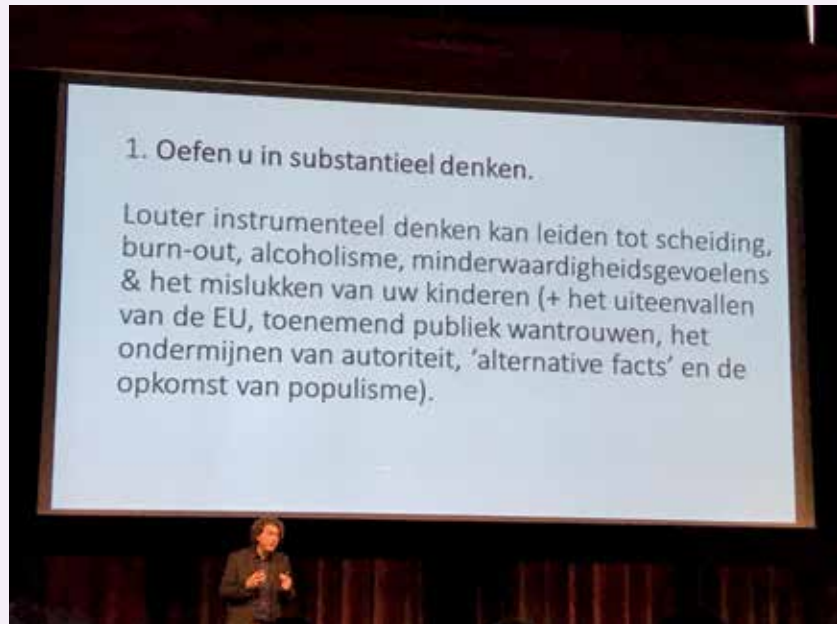 1. Oefen u in substantieel denken.
Louter instrumenteel denken kan leiden tot scheiding,
burn-out, alcoholisme, minderwaardigheidsgevoelens
& het mislukken van uw kinderen (+ het uiteenvallen
van de EU, toenemend publiek wantrouwen, het
ondermijnen van autoriteit, ‘alternative facts’ en de
opkomst van populisme).